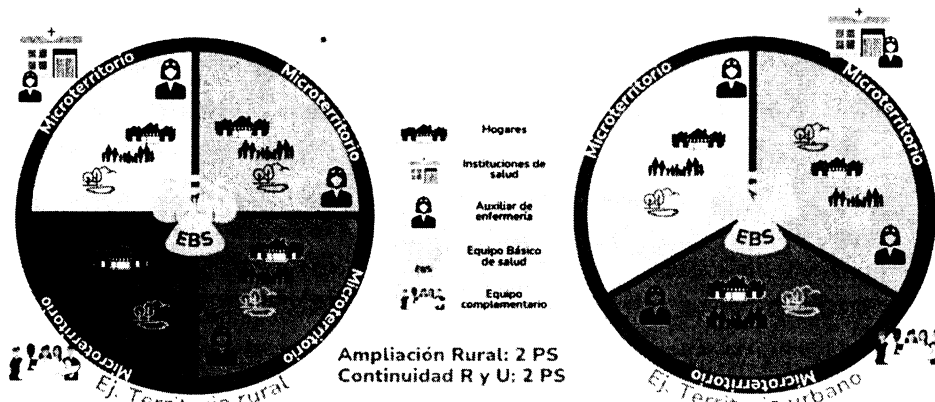 Microterritorio
Microterritorio
Microterritorio
Microterritorio
EBS
Ej. Territorio rural
Hogares
Instituciones de
salud
Auxiliar de
enfermería
EBS
Equipo Básico
de salud
Equipo
complementario
Ampliación Rural: 2 PS
Continuidad R y U: 2 PS
Microterritorio
Microterritorio
Microterritorio
EBS
Ej. Territorio urbano